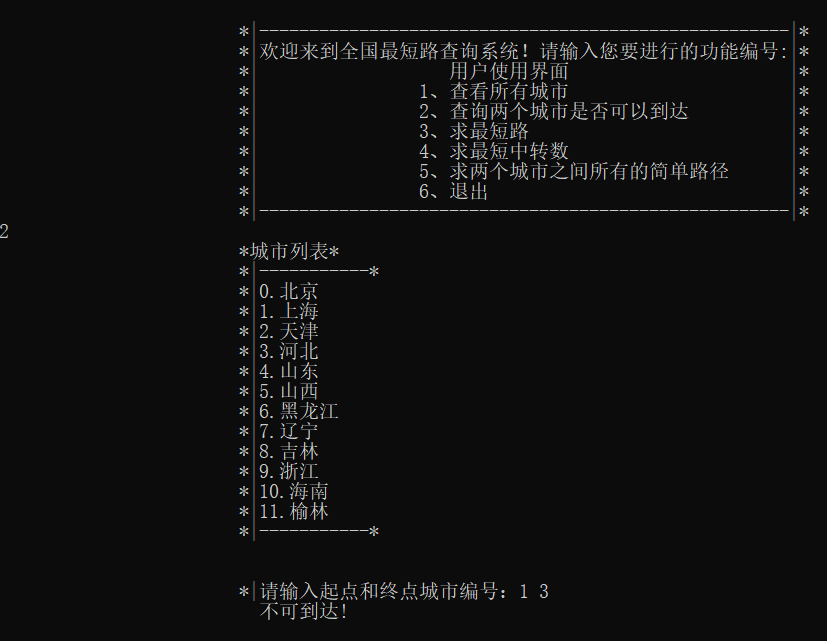 *|-----------------------------------------------------|*
*|欢迎来到全国最短路查询系统！请输入您要进行的功能编号:|*
*|                   用户使用界面                      |*
*|                1、查看所有城市                      |*
*|                2、查询两个城市是否可以到达          |*
*|                3、求最短路                          |*
*|                4、求最短中转数                      |*
*|                5、求两个城市之间所有的简单路径      |*
*|                6、退出                              |*
*|-----------------------------------------------------|*
2
*城市列表*
*|-----------*
*|0.北京
*|1.上海
*|2.天津
*|3.河北
*|4.山东
*|5.山西
*|6.黑龙江
*|7.辽宁
*|8.吉林
*|9.浙江
*|10.海南
*|11.榆林
*|-----------*
*|请输入起点和终点城市编号：1 3
不可到达!